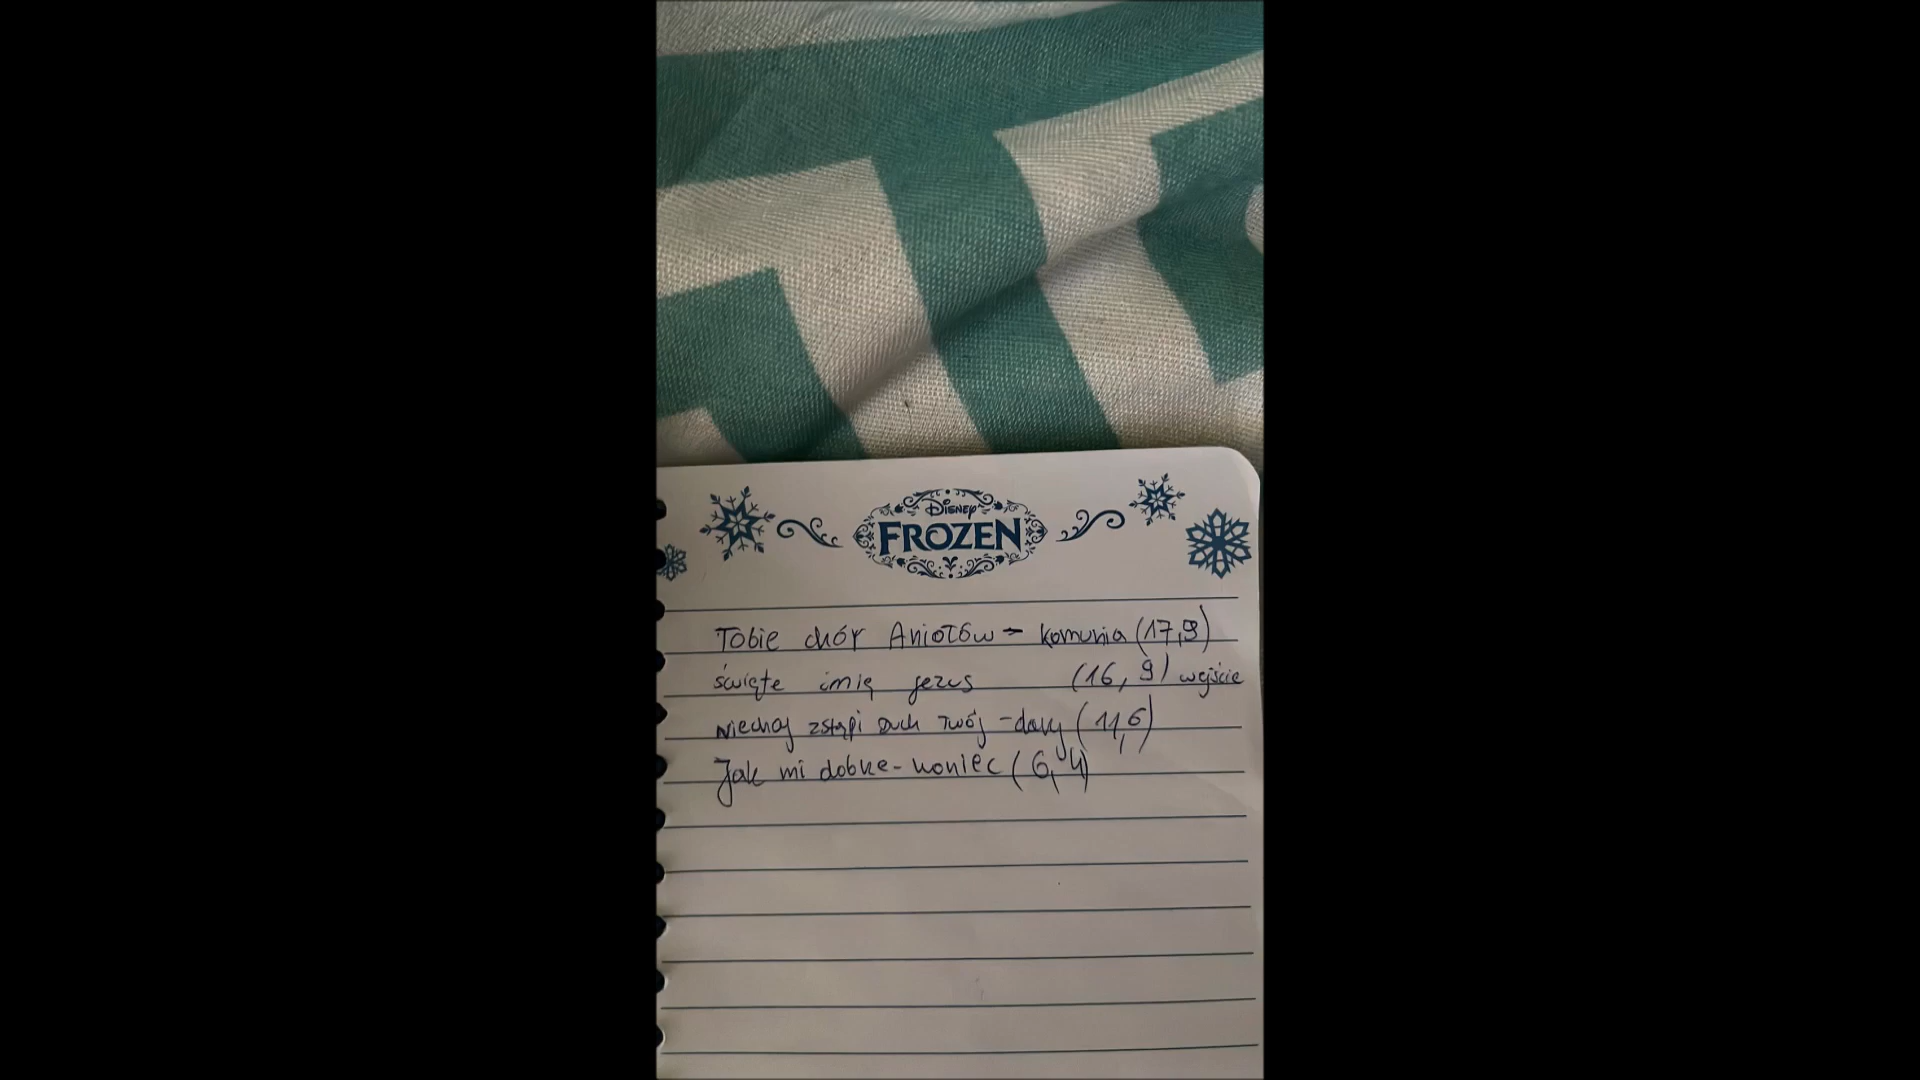 DISNEY
FROZEN
Tobie chór Aniołów - komunia (17,9)
święte imię jezus (16, 9) wejście
niechaj zstąpi duch Twój - dary (11,6)
Jak mi dobrze - koniec (6, 4)